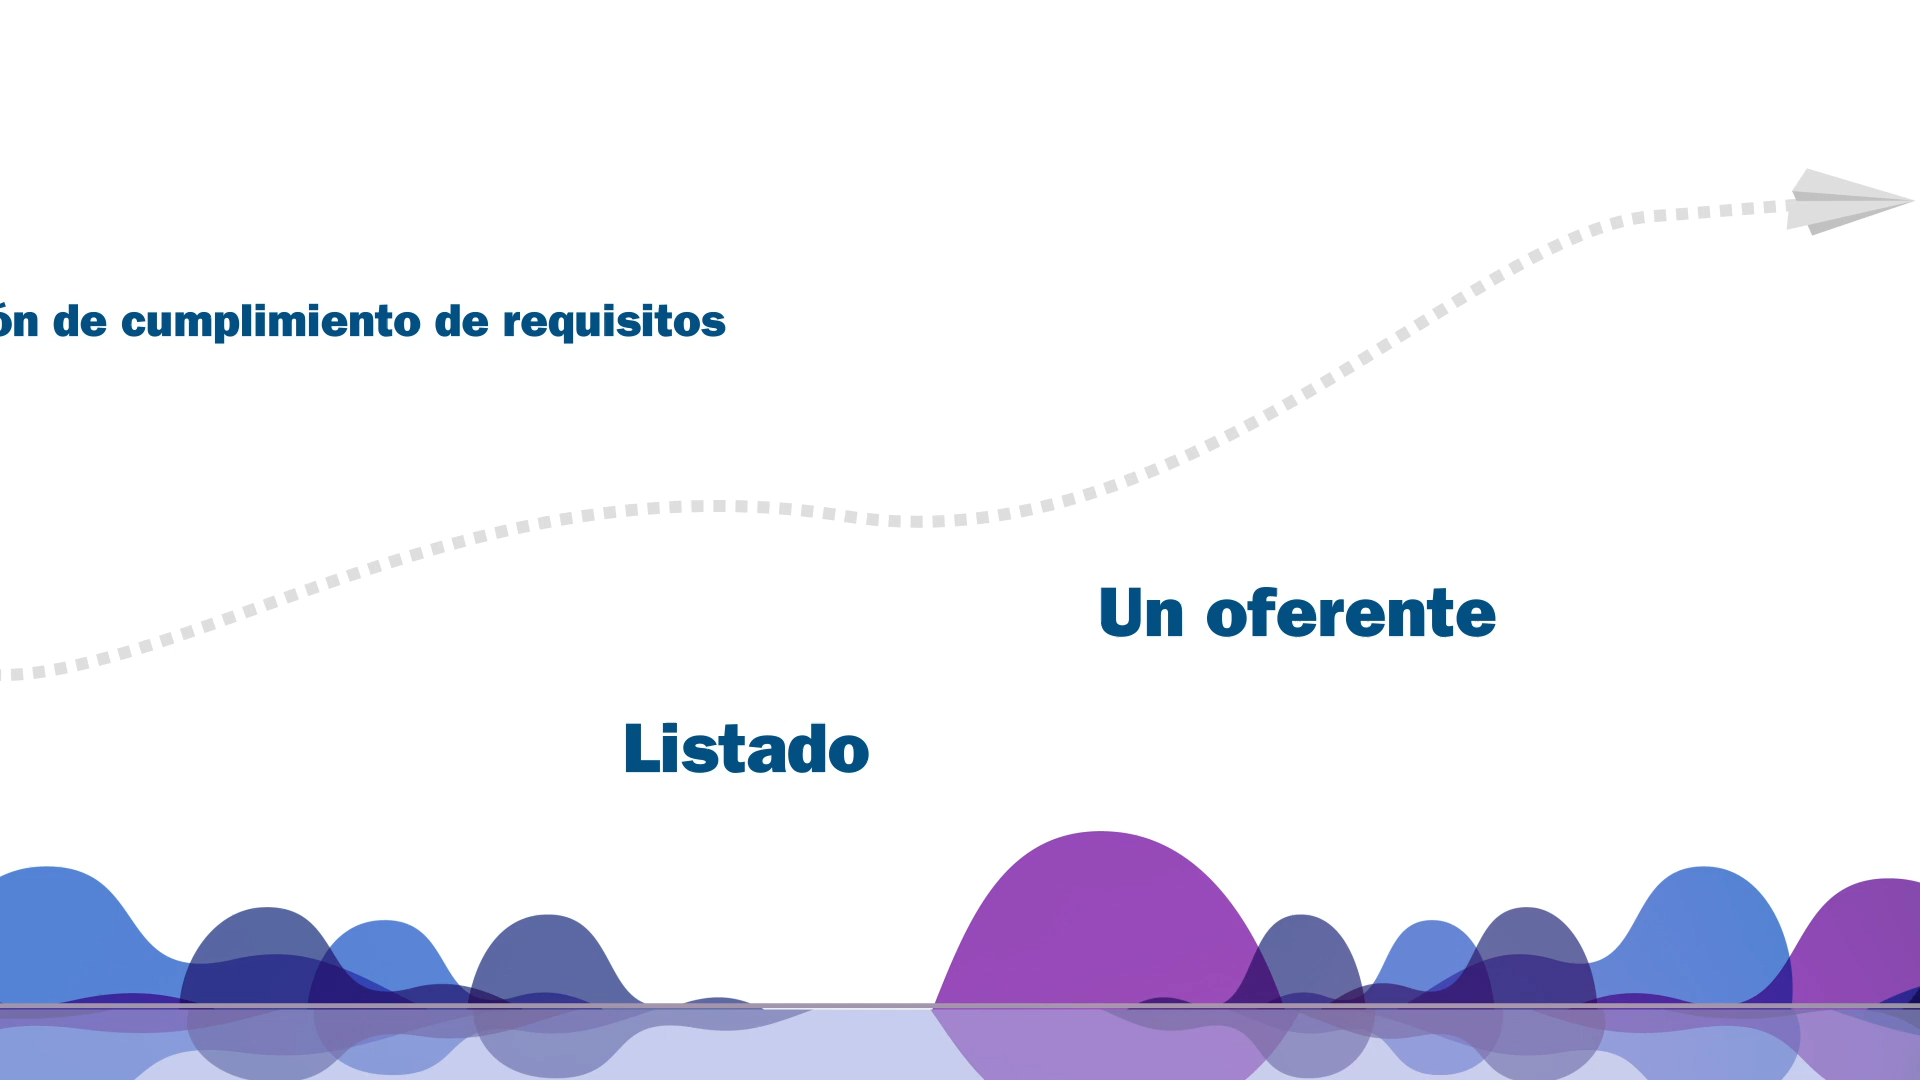 ón de cumplimiento de requisitos
Un oferente
Listado